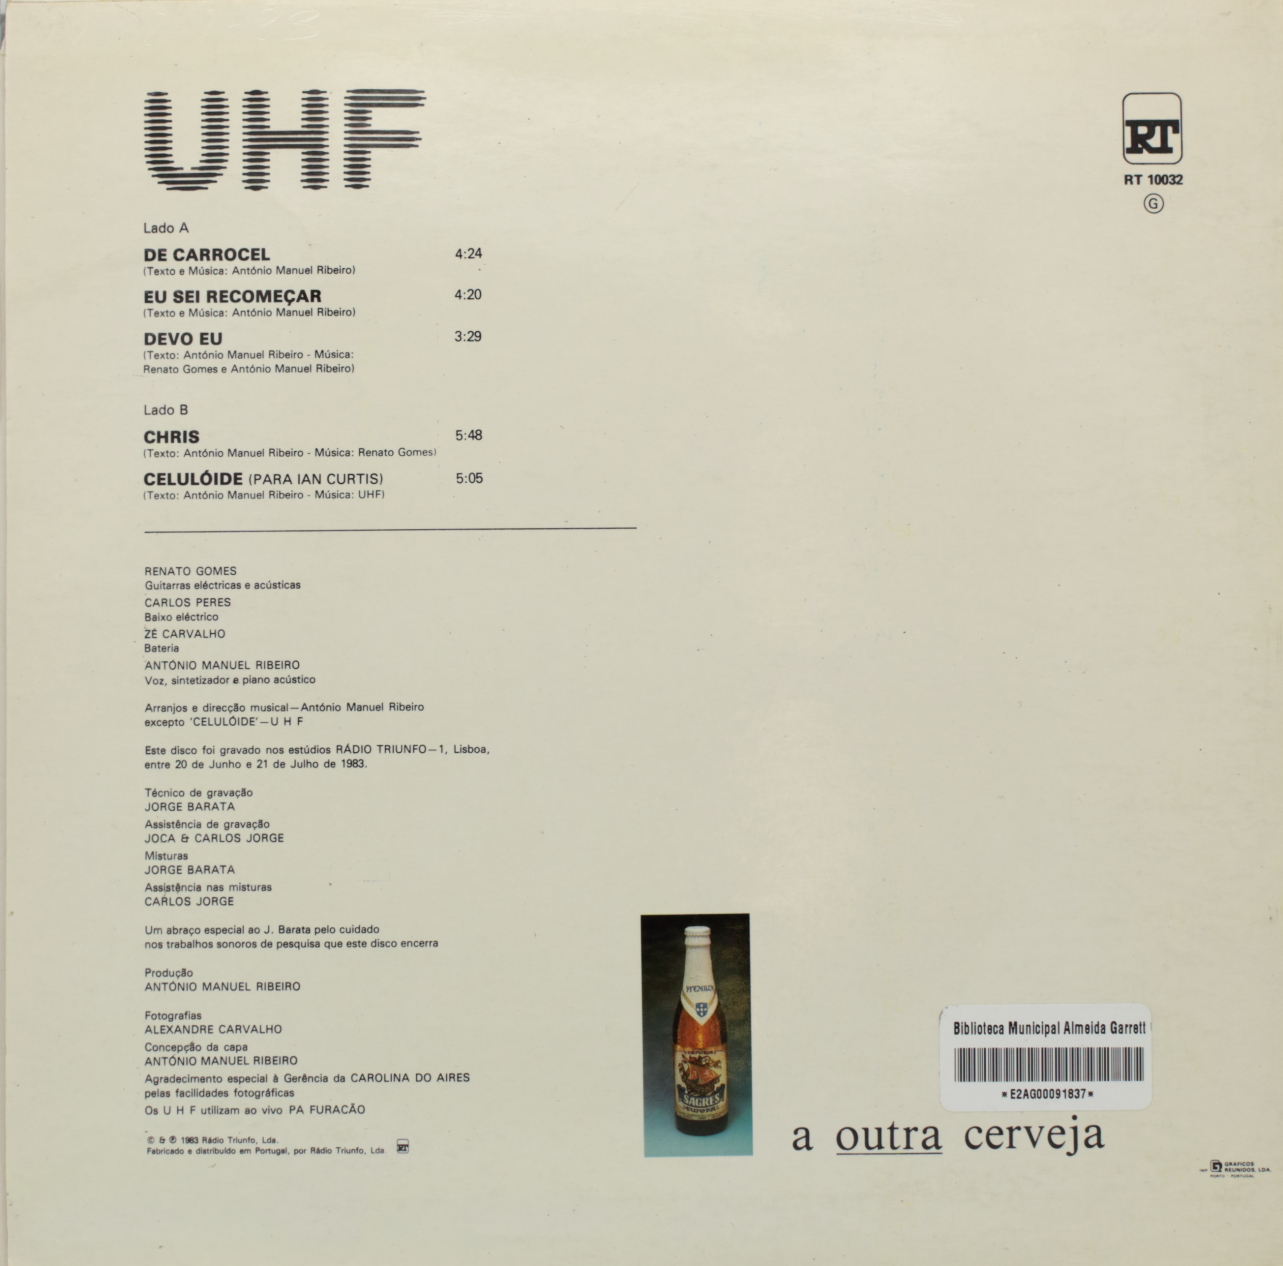 UHF
RT
RT 10032
G
Lado A
DE CARROCEL 4:24
(Texto e Música: António Manuel Ribeiro)
EU SEI RECOMEÇAR 4:20
(Texto e Música: António Manuel Ribeiro)
DEVO EU 3:29
(Texto: António Manuel Ribeiro - Música:
Renato Gomes e António Manuel Ribeiro)
Lado B
CHRIS 5:48
(Texto: António Manuel Ribeiro - Música: Renato Gomes)
CELULÓIDE (PARA IAN CURTIS) 5:05
(Texto: António Manuel Ribeiro - Música: UHF)
RENATO GOMES
Guitarras eléctricas e acústicas
CARLOS PERES
Baixo eléctrico
ZÉ CARVALHO
Bateria
ANTÓNIO MANUEL RIBEIRO
Voz, sintetizador e piano acústico
Arranjos e direcção musical—António Manuel Ribeiro
excepto 'CELULÓIDE'—U H F
Este disco foi gravado nos estúdios RÁDIO TRIUNFO—1, Lisboa,
entre 20 de Junho e 21 de Julho de 1983.
Técnico de gravação
JORGE BARATA
Assistência de gravação
JOCA & CARLOS JORGE
Misturas
JORGE BARATA
Assistência nas misturas
CARLOS JORGE
Um abraço especial ao J. Barata pelo cuidado
nos trabalhos sonoros de pesquisa que este disco encerra
Produção
ANTÓNIO MANUEL RIBEIRO
Fotografias
ALEXANDRE CARVALHO
Concepção da capa
ANTÓNIO MANUEL RIBEIRO
Agradecimento especial à Gerência da CAROLINA DO AIRES
pelas facilidades fotográficas
Os U H F utilizam ao vivo PA FURACÃO
© & ℗ 1983 Rádio Triunfo, Lda.
Fabricado e distribuído em Portugal, por Rádio Triunfo, Lda RT
SAGRES
Biblioteca Municipal Almeida Garrett
*E2AG00091837*
a outra cerveja
GRÁFICOS
REUNIDOS, LDA.
PORTO - PORTUGAL